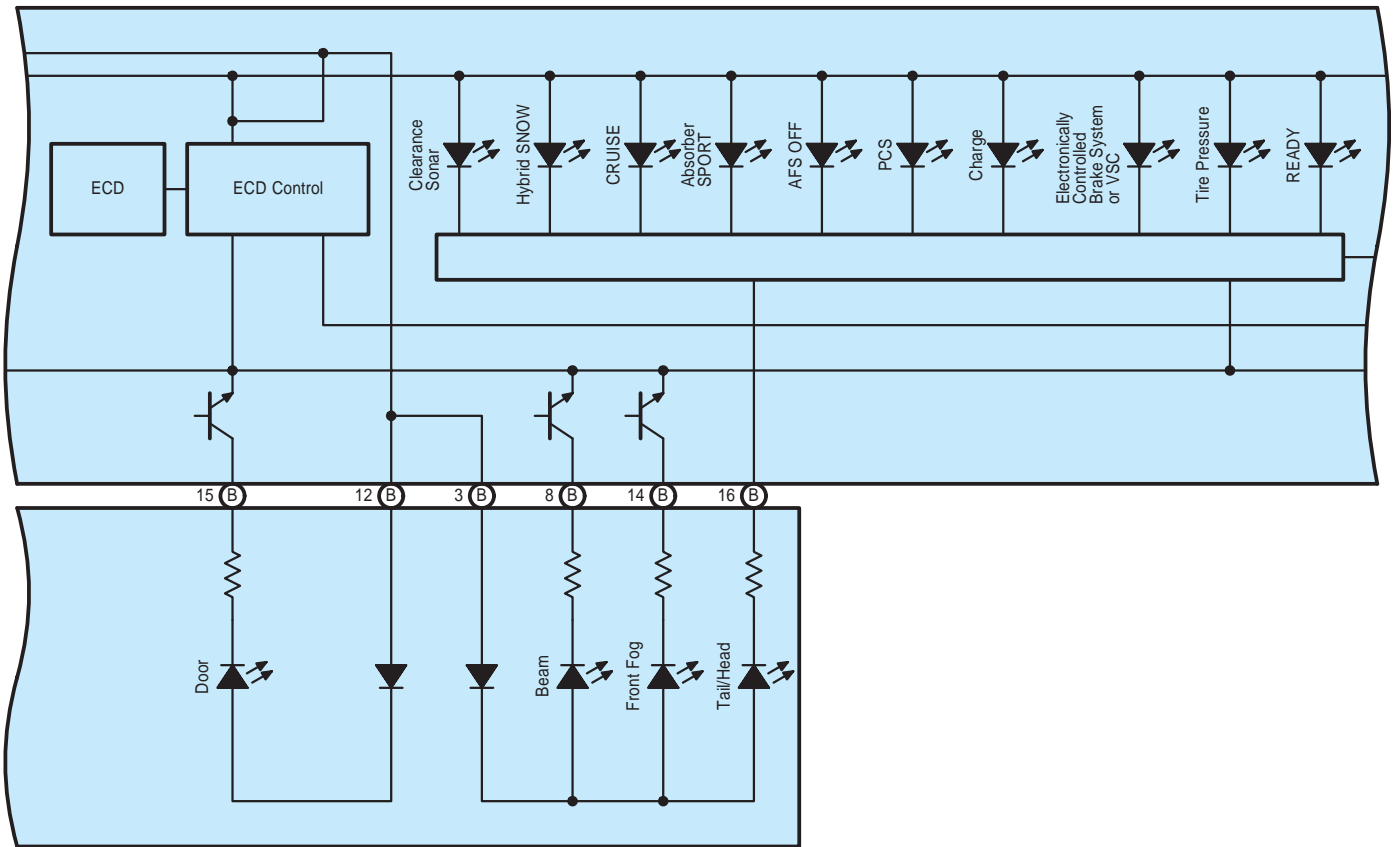 Clearance
Sonar
Hybrid SNOW
CRUISE
Absorber
SPORT
AFS OFF
PCS
Charge
Electronically
Controlled
Brake System
or VSC
Tire Pressure
READY
ECD
ECD Control
15 B
12 B
3 B
8 B
14 B
16 B
Door
Beam
Front Fog
Tail/Head